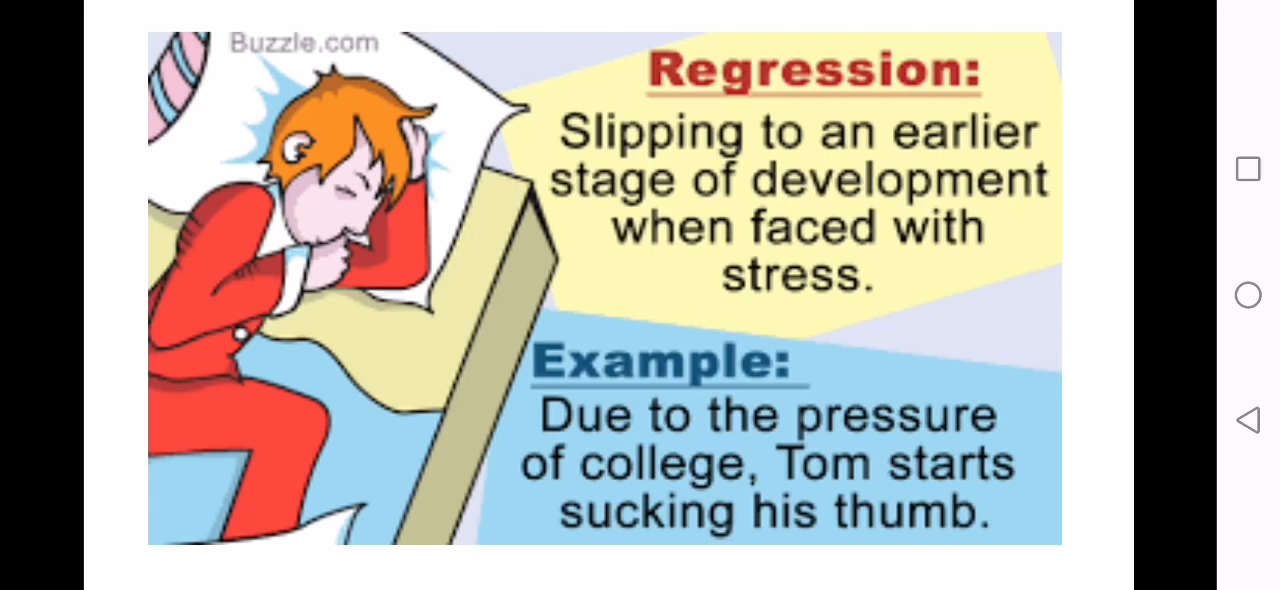 Buzzle.com
Regression:
Slipping to an earlier
stage of development
when faced with
stress.
Example:
Due to the pressure
of college, Tom starts
sucking his thumb.